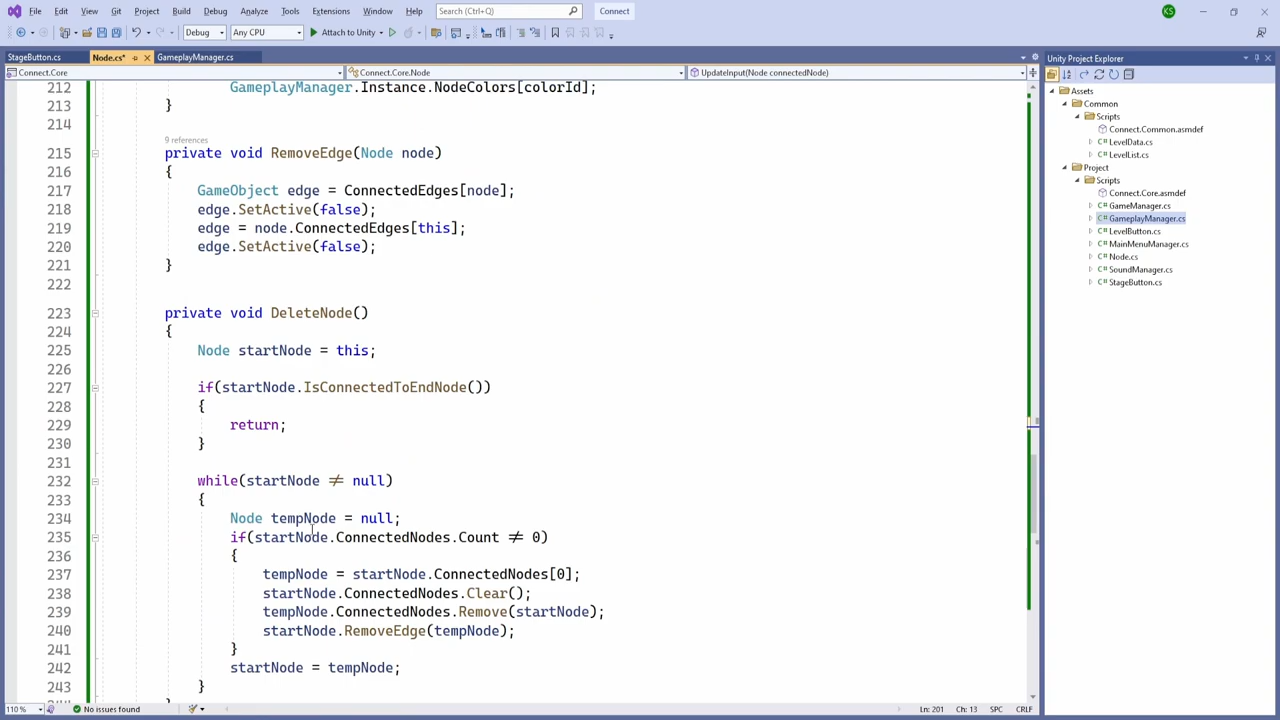 File Edit View Git Project Build Debug Analyze Tools Extensions Window Help Search (Ctrl+Q) Connect KS
Debug Any CPU Attach to Unity
StageButton.cs Node.cs* GameplayManager.cs Unity Project Explorer
Connect.Core Connect.Core.Node UpdateInput(Node connectedNode)
212 GameplayManager.Instance.NodeColors[colorId];
213 }
214
9 references
215 private void RemoveEdge(Node node)
216 {
217 GameObject edge = ConnectedEdges[node];
218 edge.SetActive(false);
219 edge = node.ConnectedEdges[this];
220 edge.SetActive(false);
221 }
222
223 private void DeleteNode()
224 {
225 Node startNode = this;
226
227 if(startNode.IsConnectedToEndNode())
228 {
229 return;
230 }
231
232 while(startNode ≠ null)
233 {
234 Node tempNode = null;
235 if(startNode.ConnectedNodes.Count ≠ 0)
236 {
237 tempNode = startNode.ConnectedNodes[0];
238 startNode.ConnectedNodes.Clear();
239 tempNode.ConnectedNodes.Remove(startNode);
240 startNode.RemoveEdge(tempNode);
241 }
242 startNode = tempNode;
243 }
Assets
Common
Scripts
Connect.Common.asmdef
C# LevelData.cs
C# LevelList.cs
Project
Scripts
Connect.Core.asmdef
C# GameManager.cs
C# GameplayManager.cs
C# LevelButton.cs
C# MainMenuManager.cs
C# Node.cs
C# SoundManager.cs
C# StageButton.cs
110 % No issues found Ln: 201 Ch: 13 SPC CRLF